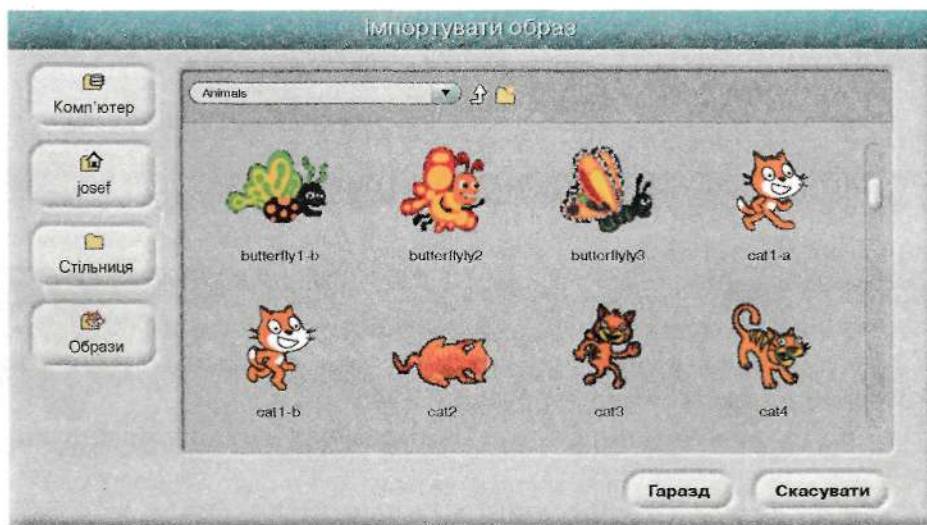 Імпортувати образ
Комп'ютер
josef
Стільниця
Образи
Animals
butterfly1-b
butterflyly2
butterflyly3
cat1-a
cat1-b
cat2
cat3
cat4
Гаразд
Скасувати